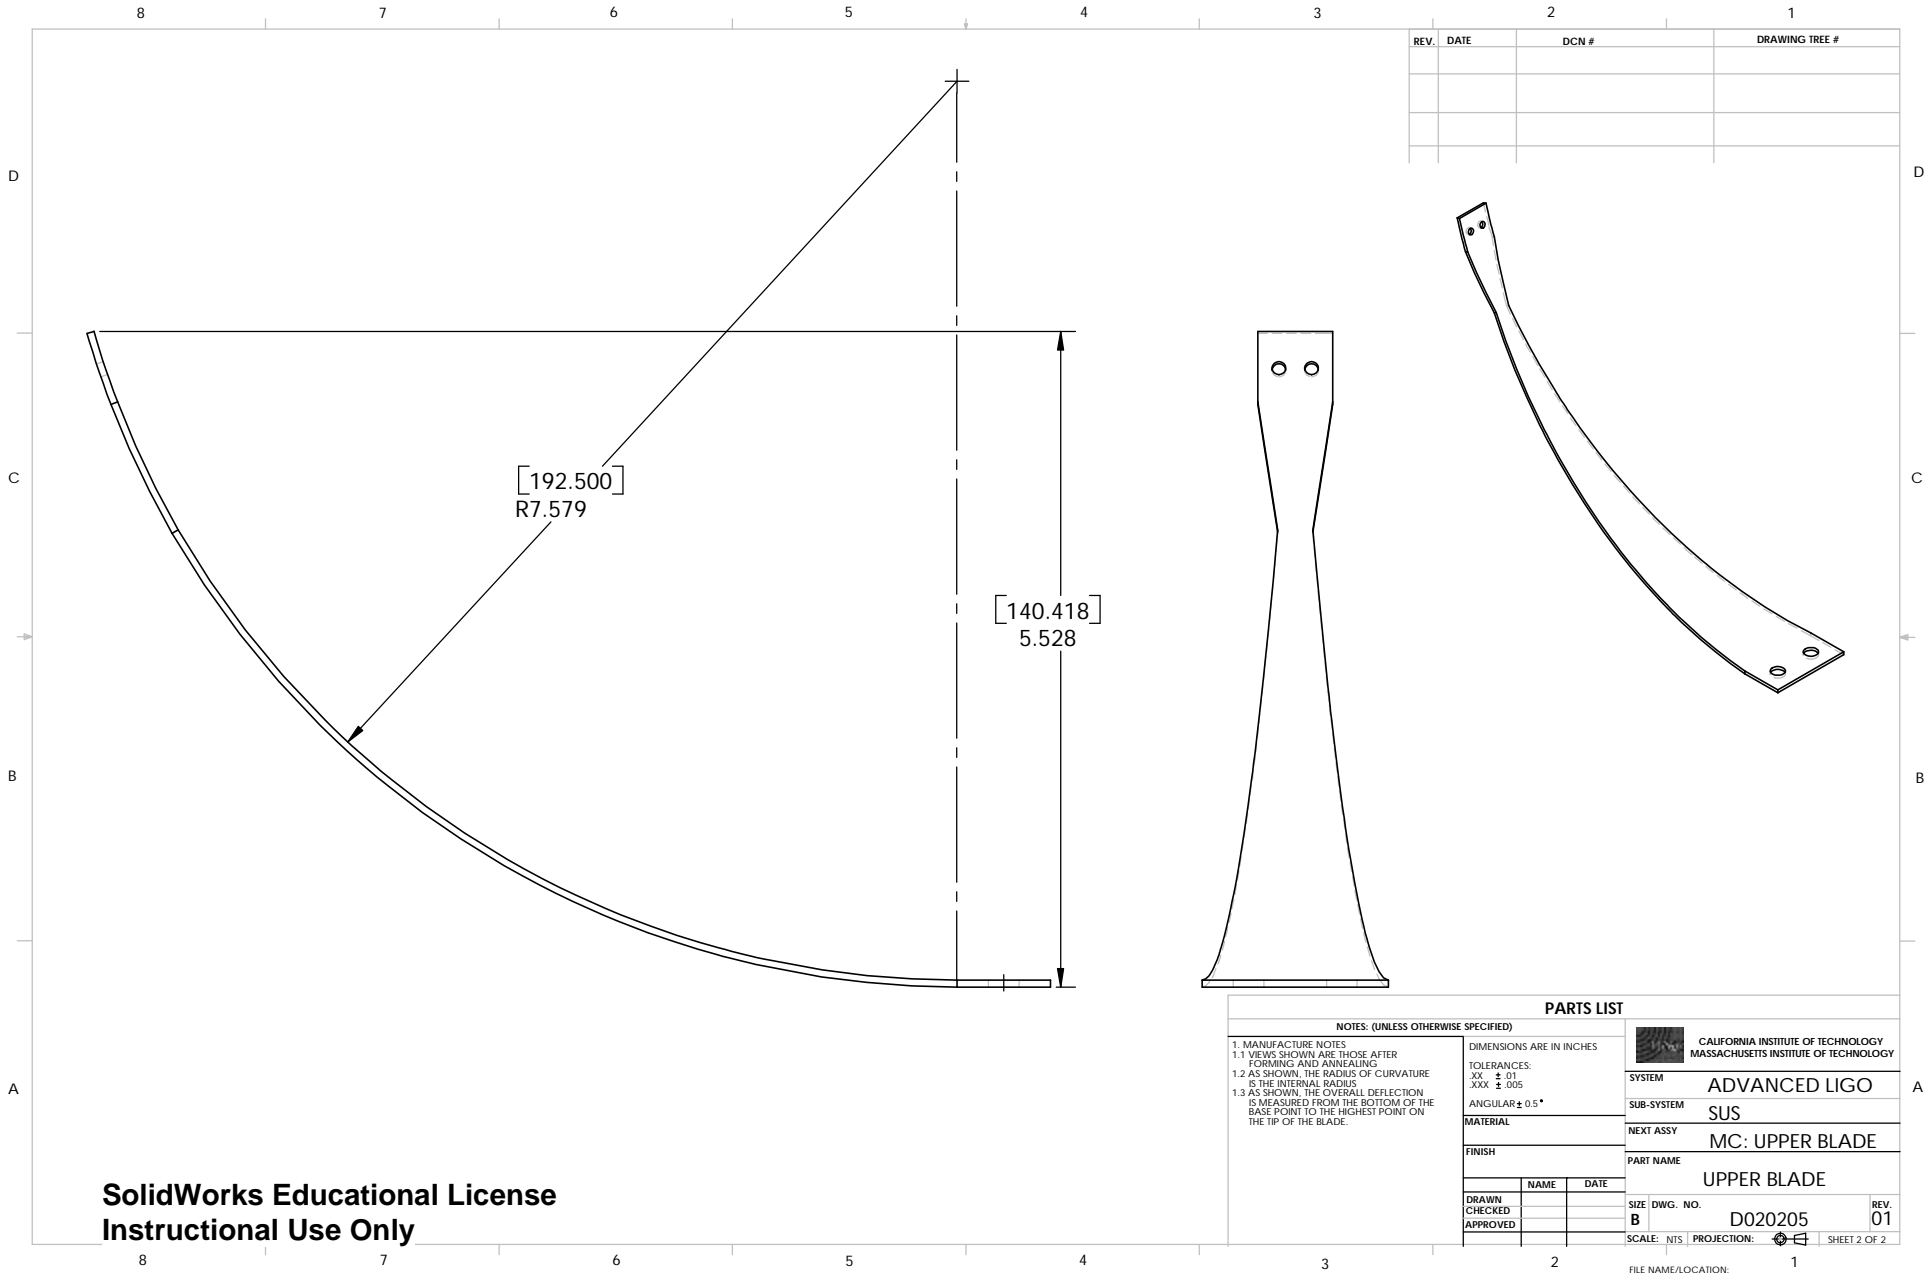 8 7 6 5 4 3 2 1
REV. DATE DCN # DRAWING TREE #
D D
C C
B B
A A
[192.500]
R7.579
[140.418]
5.528
PARTS LIST
NOTES: (UNLESS OTHERWISE SPECIFIED)
1. MANUFACTURE NOTES
1.1 VIEWS SHOWN ARE THOSE AFTER
FORMING AND ANNEALING
1.2 AS SHOWN, THE RADIUS OF CURVATURE
IS THE INTERNAL RADIUS
1.3 AS SHOWN, THE OVERALL DEFLECTION
IS MEASURED FROM THE BOTTOM OF THE
BASE POINT TO THE HIGHEST POINT ON
THE TIP OF THE BLADE.
DIMENSIONS ARE IN INCHES
TOLERANCES:
.XX ± .01
.XXX ± .005
ANGULAR ± 0.5°
MATERIAL
FINISH
NAME DATE
DRAWN
CHECKED
APPROVED
CALIFORNIA INSTITUTE OF TECHNOLOGY
MASSACHUSETTS INSTITUTE OF TECHNOLOGY
SYSTEM ADVANCED LIGO
SUB-SYSTEM SUS
NEXT ASSY MC: UPPER BLADE
PART NAME
UPPER BLADE
SIZE DWG. NO. REV.
B D020205 01
SCALE: NTS PROJECTION: SHEET 2 OF 2
SolidWorks Educational License
Instructional Use Only
8 7 6 5 4 3 2 1
FILE NAME/LOCATION: